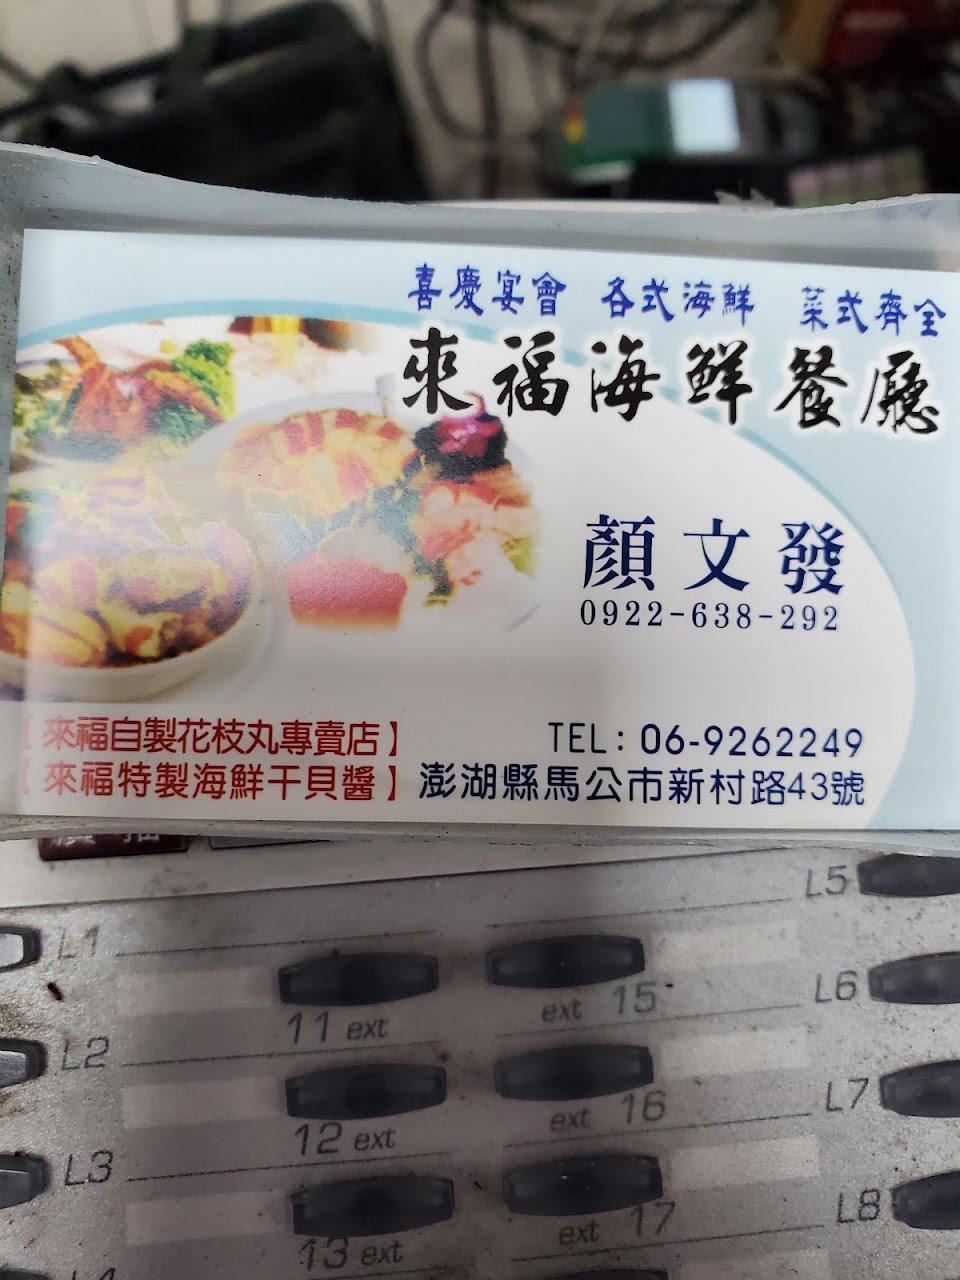 喜慶宴會 各式海鮮 菜式齊全
來福海鮮餐廳
顏文發
0922-638-292
【來福自製花枝丸專賣店】 TEL: 06-9262249
【來福特製海鮮干貝醬】 澎湖縣馬公市新村路43號
L5
L1
11 ext
ext 15
L6
L2
12 ext
ext 16
L7
L3
13 ext
ext 17
L8